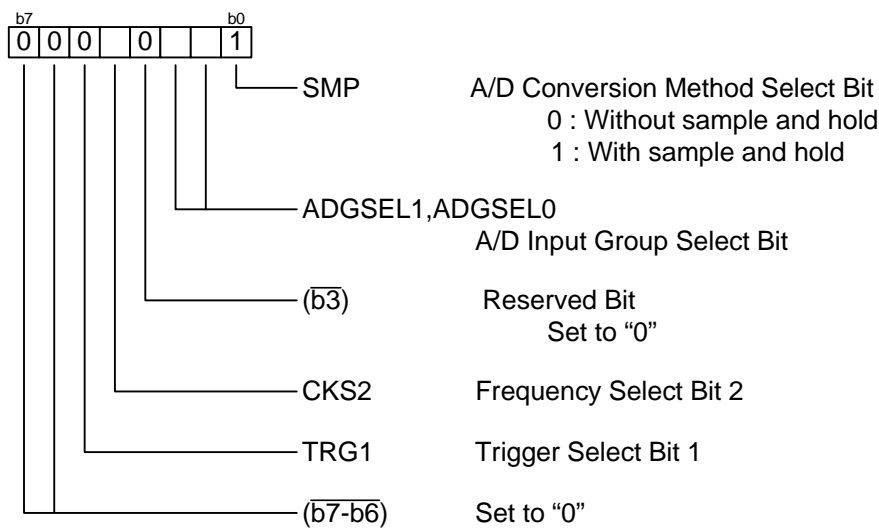 b7 b0
0 0 0 0 1
SMP A/D Conversion Method Select Bit
0 : Without sample and hold
1 : With sample and hold
ADGSEL1,ADGSEL0
A/D Input Group Select Bit
(b3) Reserved Bit
Set to “0”
CKS2 Frequency Select Bit 2
TRG1 Trigger Select Bit 1
(b7-b6) Set to “0”